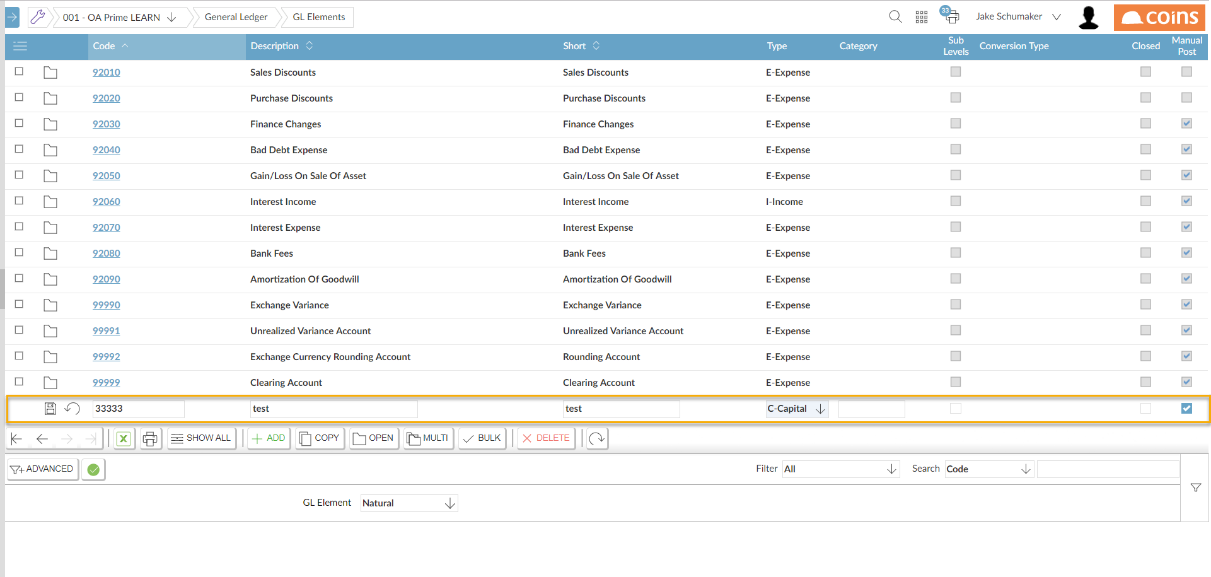 001 - OA Prime LEARN General Ledger GL Elements 33 Jake Schumaker coins
Code Description Short Type Category Sub Levels Conversion Type Closed Manual Post
92010 Sales Discounts Sales Discounts E-Expense
92020 Purchase Discounts Purchase Discounts E-Expense
92030 Finance Changes Finance Changes E-Expense
92040 Bad Debt Expense Bad Debt Expense E-Expense
92050 Gain/Loss On Sale Of Asset Gain/Loss On Sale Of Asset E-Expense
92060 Interest Income Interest Income I-Income
92070 Interest Expense Interest Expense E-Expense
92080 Bank Fees Bank Fees E-Expense
92090 Amortization Of Goodwill Amortization Of Goodwill E-Expense
99990 Exchange Variance Exchange Variance E-Expense
99991 Unrealized Variance Account Unrealized Variance Account E-Expense
99992 Exchange Currency Rounding Account Rounding Account E-Expense
99999 Clearing Account Clearing Account E-Expense
33333 test test C-Capital
SHOW ALL ADD COPY OPEN MULTI BULK DELETE
ADVANCED Filter All Search Code
GL Element Natural